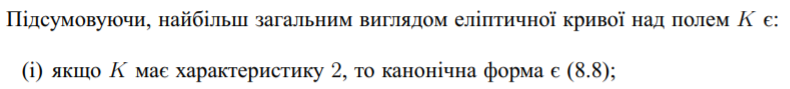 Підсумовуючи, найбільш загальним виглядом еліптичної кривої над полем K є:
(i) якщо K має характеристику 2, то канонічна форма є (8.8);